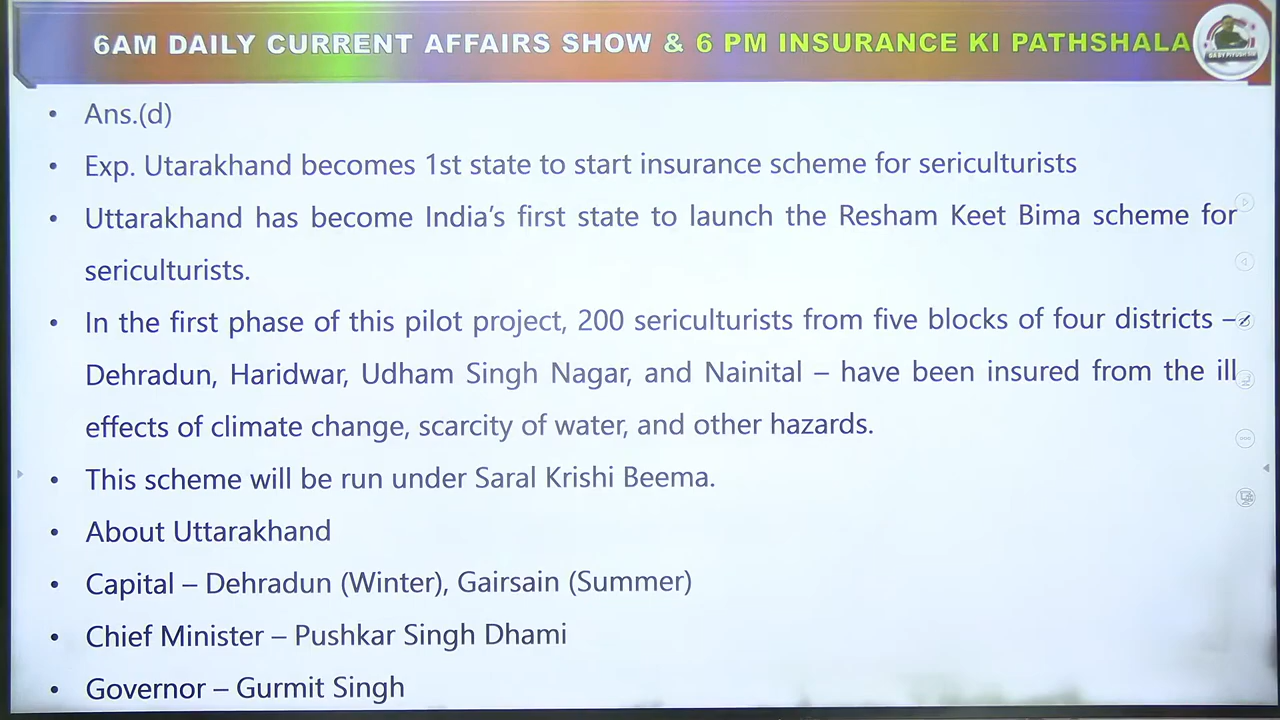 6AM DAILY CURRENT AFFAIRS SHOW & 6 PM INSURANCE KI PATHSHALA
• Ans.(d)
• Exp. Utarakhand becomes 1st state to start insurance scheme for sericulturists
• Uttarakhand has become India's first state to launch the Resham Keet Bima scheme for
sericulturists.
• In the first phase of this pilot project, 200 sericulturists from five blocks of four districts –
Dehradun, Haridwar, Udham Singh Nagar, and Nainital – have been insured from the ill
effects of climate change, scarcity of water, and other hazards.
• This scheme will be run under Saral Krishi Beema.
• About Uttarakhand
• Capital – Dehradun (Winter), Gairsain (Summer)
• Chief Minister – Pushkar Singh Dhami
• Governor – Gurmit Singh